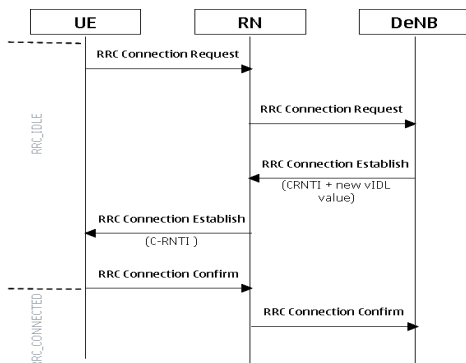 UE
RN
DeNB
RRC Connection Request
RRC Connection Request
RRC_IDLE
RRC Connection Establish
(CRNTI + new vIDL
value)
RRC Connection Establish
(C-RNTI )
RRC Connection Confirm
RRC Connection Confirm
RRC_CONNECTED